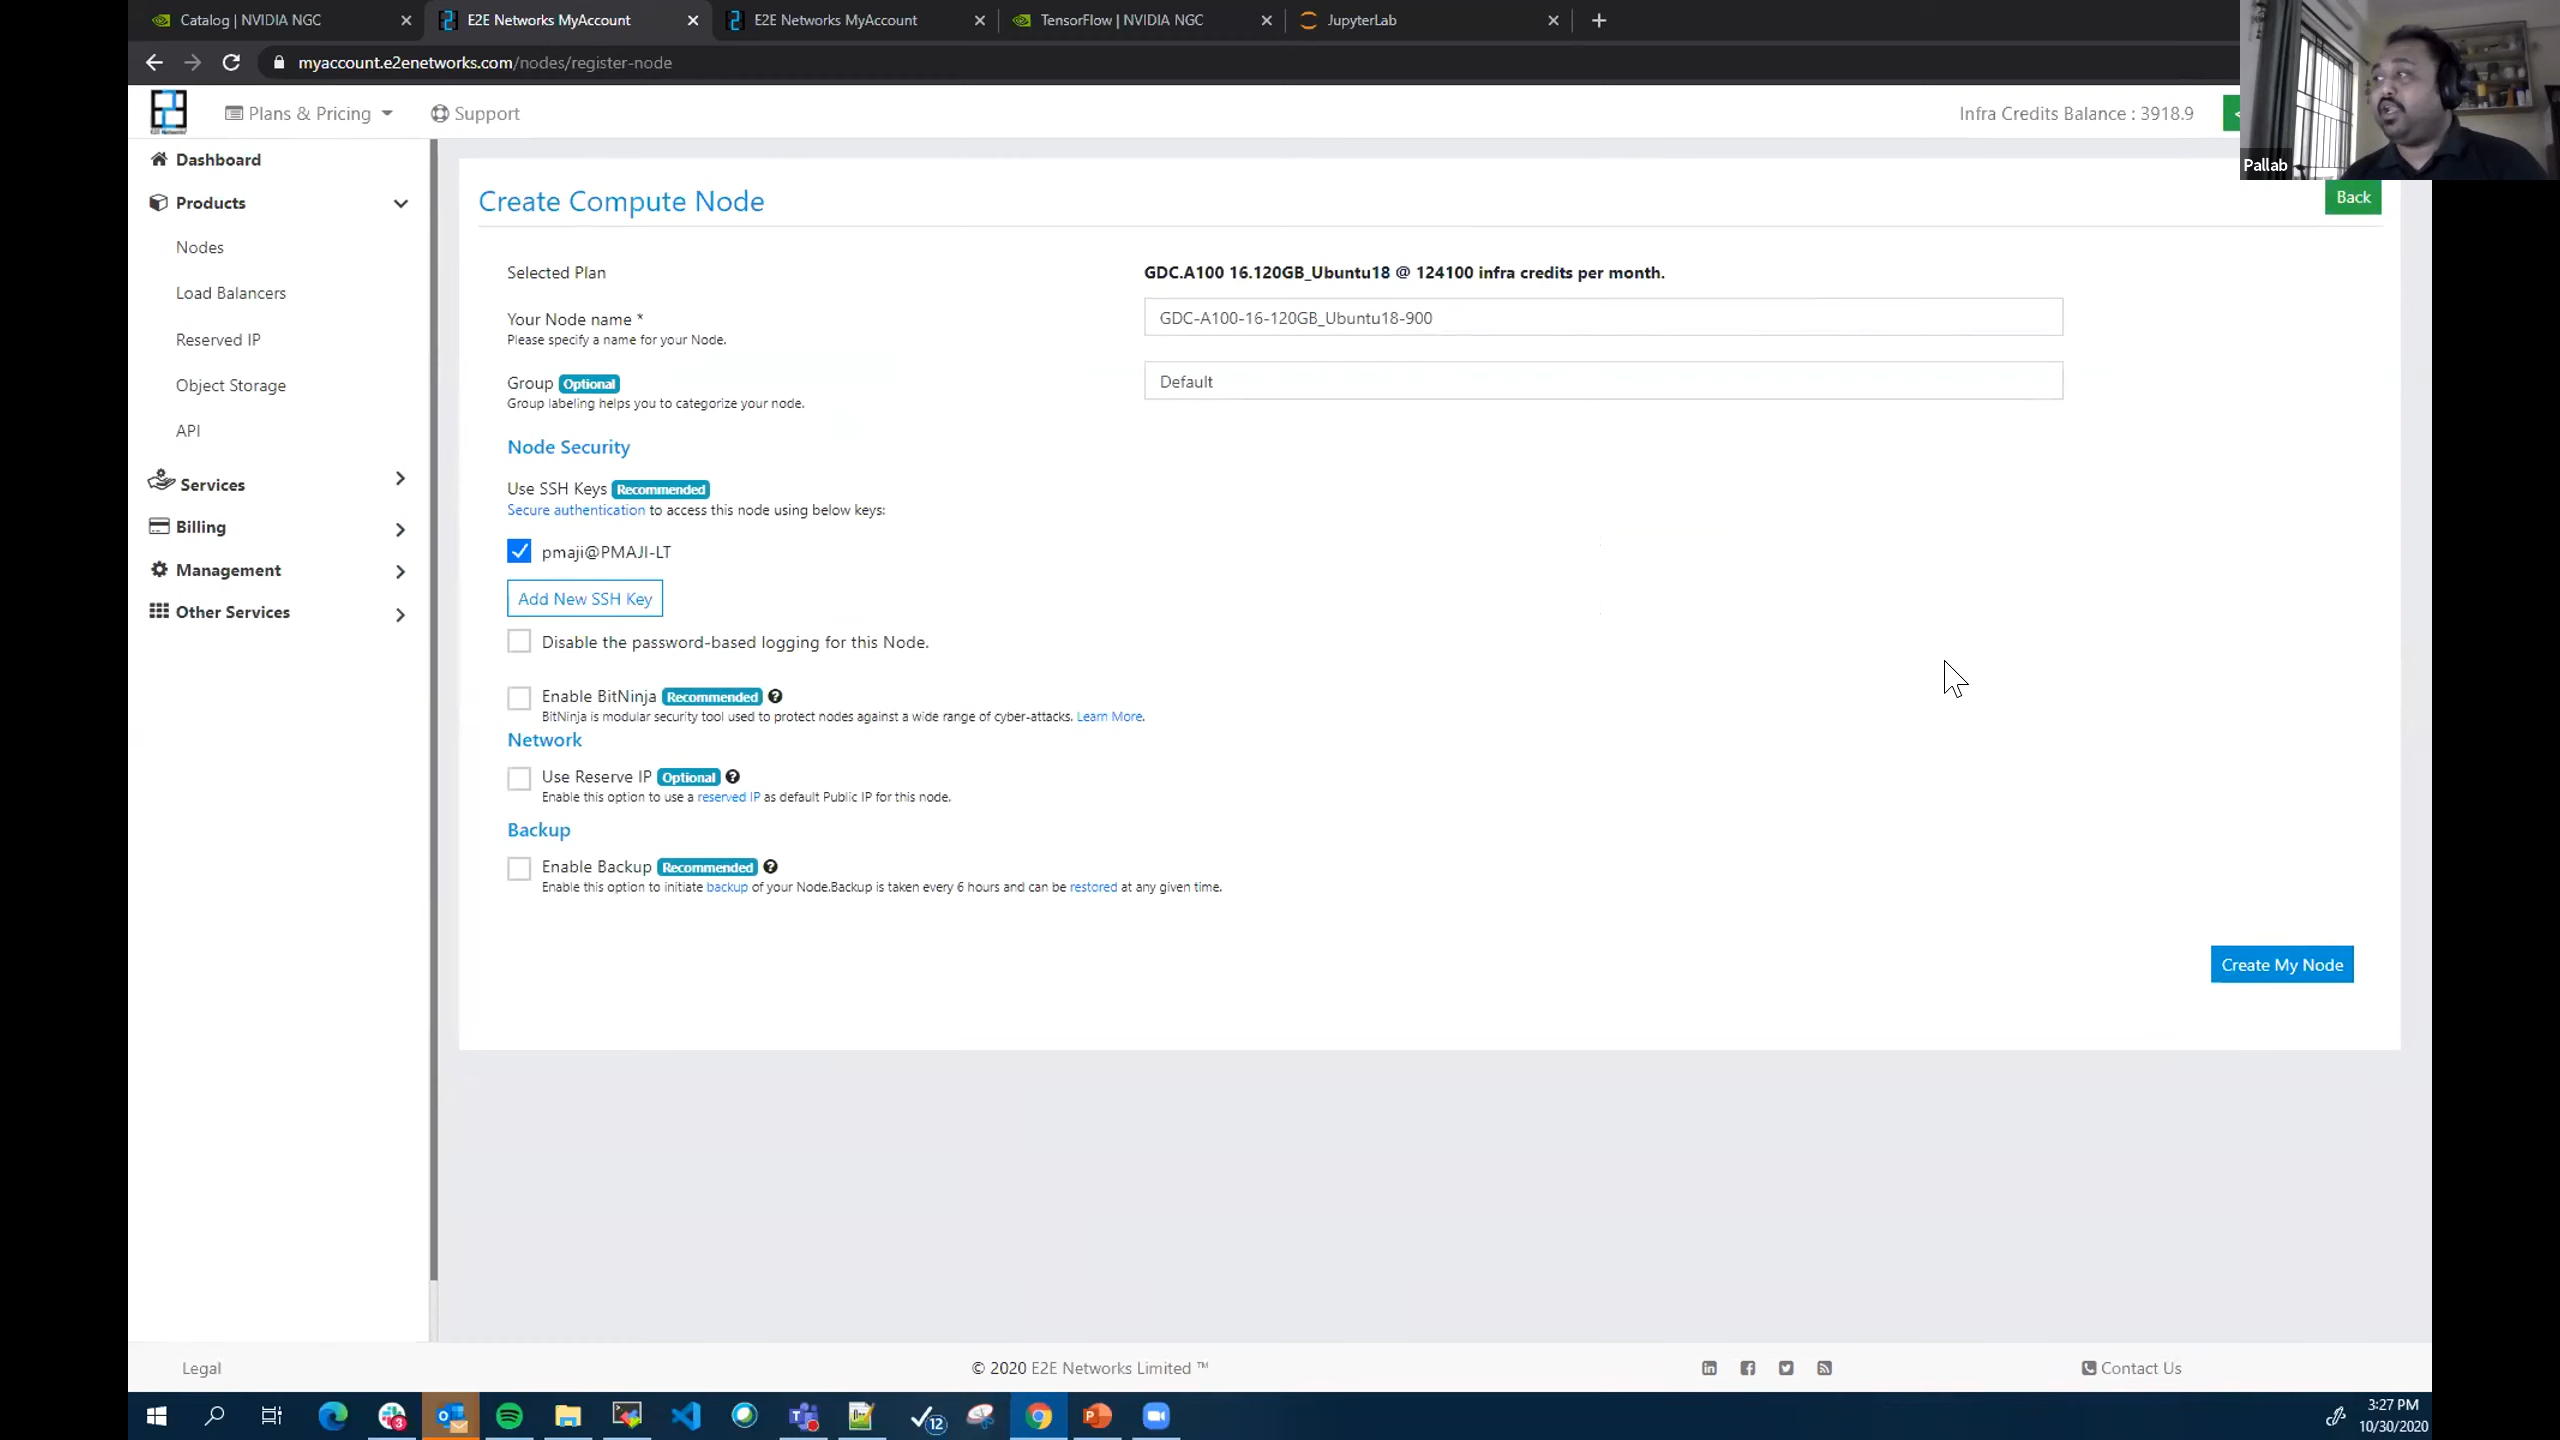 Catalog | NVIDIA NGC
E2E Networks MyAccount
E2E Networks MyAccount
TensorFlow | NVIDIA NGC
JupyterLab
myaccount.e2enetworks.com/nodes/register-node
Plans & Pricing
Support
Infra Credits Balance : 3918.9
Pallab
Dashboard
Products
Nodes
Load Balancers
Reserved IP
Object Storage
API
Services
Billing
Management
Other Services
Create Compute Node
Back
Selected Plan
GDC.A100 16.120GB_Ubuntu18 @ 124100 infra credits per month.
Your Node name *
Please specify a name for your Node.
GDC-A100-16-120GB_Ubuntu18-900
Group Optional
Group labeling helps you to categorize your node.
Default
Node Security
Use SSH Keys Recommended
Secure authentication to access this node using below keys:
pmaji@PMAJI-LT
Add New SSH Key
Disable the password-based logging for this Node.
Enable BitNinja Recommended
BitNinja is modular security tool used to protect nodes against a wide range of cyber-attacks. Learn More.
Network
Use Reserve IP Optional
Enable this option to use a reserved IP as default Public IP for this node.
Backup
Enable Backup Recommended
Enable this option to initiate backup of your Node.Backup is taken every 6 hours and can be restored at any given time.
Create My Node
Legal
© 2020 E2E Networks Limited ™
Contact Us
3
12
3:27 PM
10/30/2020